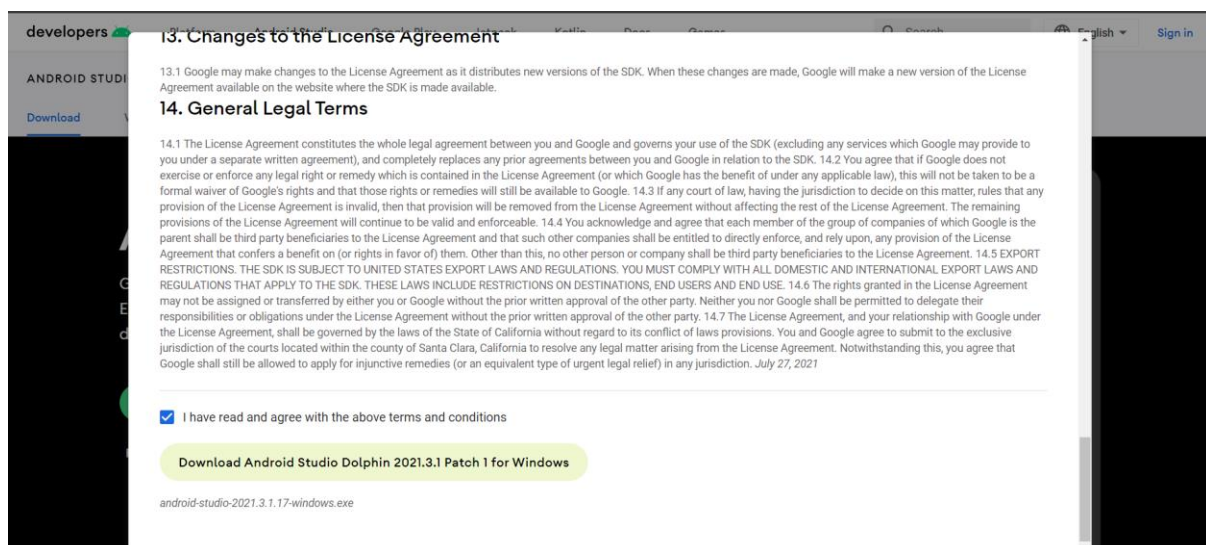 developers
English
Sign in
13. Changes to the License Agreement
ANDROID STUDI
13.1 Google may make changes to the License Agreement as it distributes new versions of the SDK. When these changes are made, Google will make a new version of the License
Agreement available on the website where the SDK is made available.
Download
14. General Legal Terms
14.1 The License Agreement constitutes the whole legal agreement between you and Google and governs your use of the SDK (excluding any services which Google may provide to
you under a separate written agreement), and completely replaces any prior agreements between you and Google in relation to the SDK. 14.2 You agree that if Google does not
exercise or enforce any legal right or remedy which is contained in the License Agreement (or which Google has the benefit of under any applicable law), this will not be taken to be a
formal waiver of Google's rights and that those rights or remedies will still be available to Google. 14.3 If any court of law, having the jurisdiction to decide on this matter, rules that any
provision of the License Agreement is invalid, then that provision will be removed from the License Agreement without affecting the rest of the License Agreement. The remaining
provisions of the License Agreement will continue to be valid and enforceable. 14.4 You acknowledge and agree that each member of the group of companies of which Google is the
parent shall be third party beneficiaries to the License Agreement and that such other companies shall be entitled to directly enforce, and rely upon, any provision of the License
Agreement that confers a benefit on (or rights in favor of) them. Other than this, no other person or company shall be third party beneficiaries to the License Agreement. 14.5 EXPORT
RESTRICTIONS. THE SDK IS SUBJECT TO UNITED STATES EXPORT LAWS AND REGULATIONS. YOU MUST COMPLY WITH ALL DOMESTIC AND INTERNATIONAL EXPORT LAWS AND
REGULATIONS THAT APPLY TO THE SDK. THESE LAWS INCLUDE RESTRICTIONS ON DESTINATIONS, END USERS AND END USE. 14.6 The rights granted in the License Agreement
may not be assigned or transferred by either you or Google without the prior written approval of the other party. Neither you nor Google shall be permitted to delegate their
responsibilities or obligations under the License Agreement without the prior written approval of the other party. 14.7 The License Agreement, and your relationship with Google under
the License Agreement, shall be governed by the laws of the State of California without regard to its conflict of laws provisions. You and Google agree to submit to the exclusive
jurisdiction of the courts located within the county of Santa Clara, California to resolve any legal matter arising from the License Agreement. Notwithstanding this, you agree that
Google shall still be allowed to apply for injunctive remedies (or an equivalent type of urgent legal relief) in any jurisdiction. July 27, 2021
I have read and agree with the above terms and conditions
Download Android Studio Dolphin 2021.3.1 Patch 1 for Windows
android-studio-2021.3.1.17-windows.exe